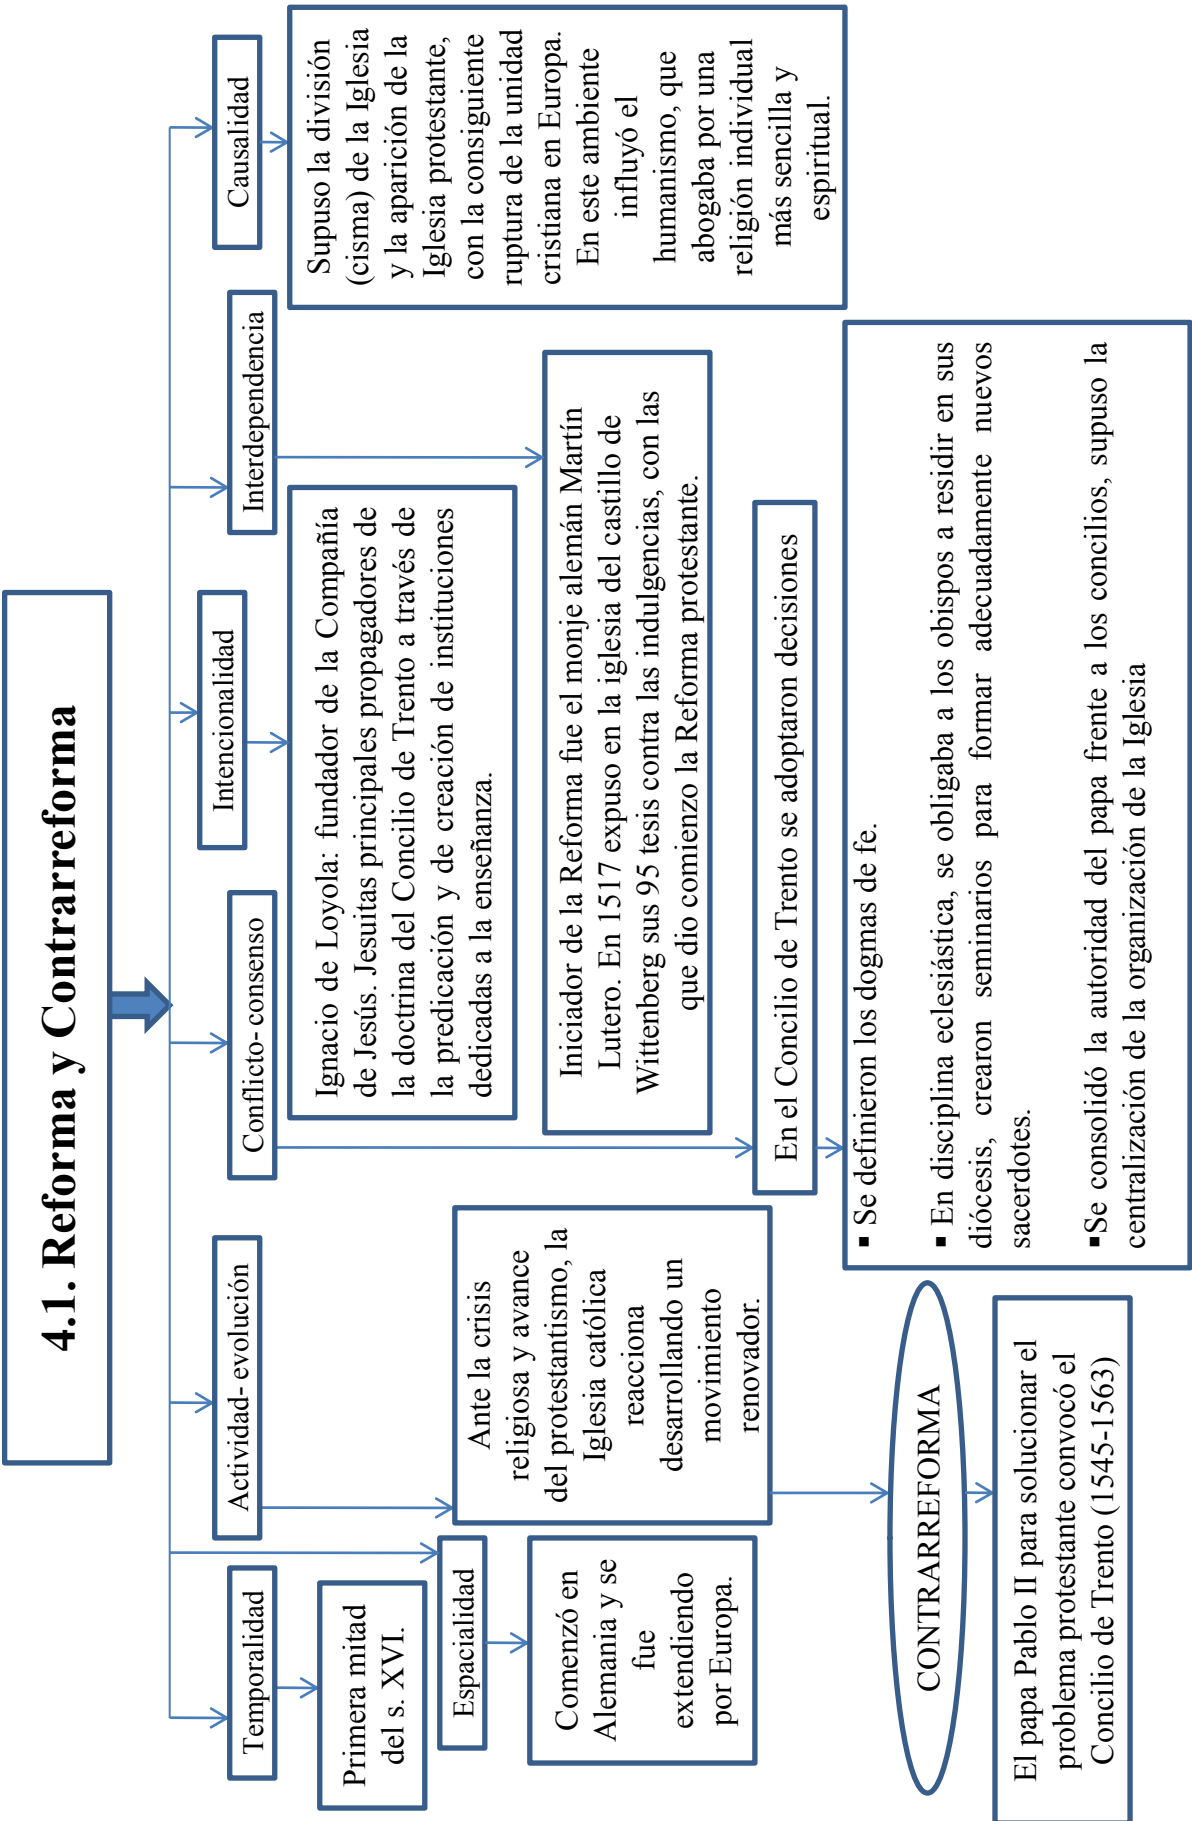 4.1. Reforma y Contrarreforma
Temporalidad
Primera mitad
del s. XVI.
Espacialidad
Comenzó en
Alemania y se
fue
extendiendo
por Europa.
Actividad- evolución
Ante la crisis
religiosa y avance
del protestantismo, la
Iglesia católica
reacciona
desarrollando un
movimiento
renovador.
CONTRARREFORMA
El papa Pablo II para solucionar el
problema protestante convocó el
Concilio de Trento (1545-1563)
Conflicto- consenso
En el Concilio de Trento se adoptaron decisiones
▪ Se definieron los dogmas de fe.
▪ En disciplina eclesiástica, se obligaba a los obispos a residir en sus
diócesis, crearon seminarios para formar adecuadamente nuevos
sacerdotes.
▪Se consolidó la autoridad del papa frente a los concilios, supuso la
centralización de la organización de la Iglesia
Intencionalidad
Ignacio de Loyola: fundador de la Compañía
de Jesús. Jesuitas principales propagadores de
la doctrina del Concilio de Trento a través de
la predicación y de creación de instituciones
dedicadas a la enseñanza.
Interdependencia
Iniciador de la Reforma fue el monje alemán Martín
Lutero. En 1517 expuso en la iglesia del castillo de
Wittenberg sus 95 tesis contra las indulgencias, con las
que dio comienzo la Reforma protestante.
Causalidad
Supuso la división
(cisma) de la Iglesia
y la aparición de la
Iglesia protestante,
con la consiguiente
ruptura de la unidad
cristiana en Europa.
En este ambiente
influyó el
humanismo, que
abogaba por una
religión individual
más sencilla y
espiritual.